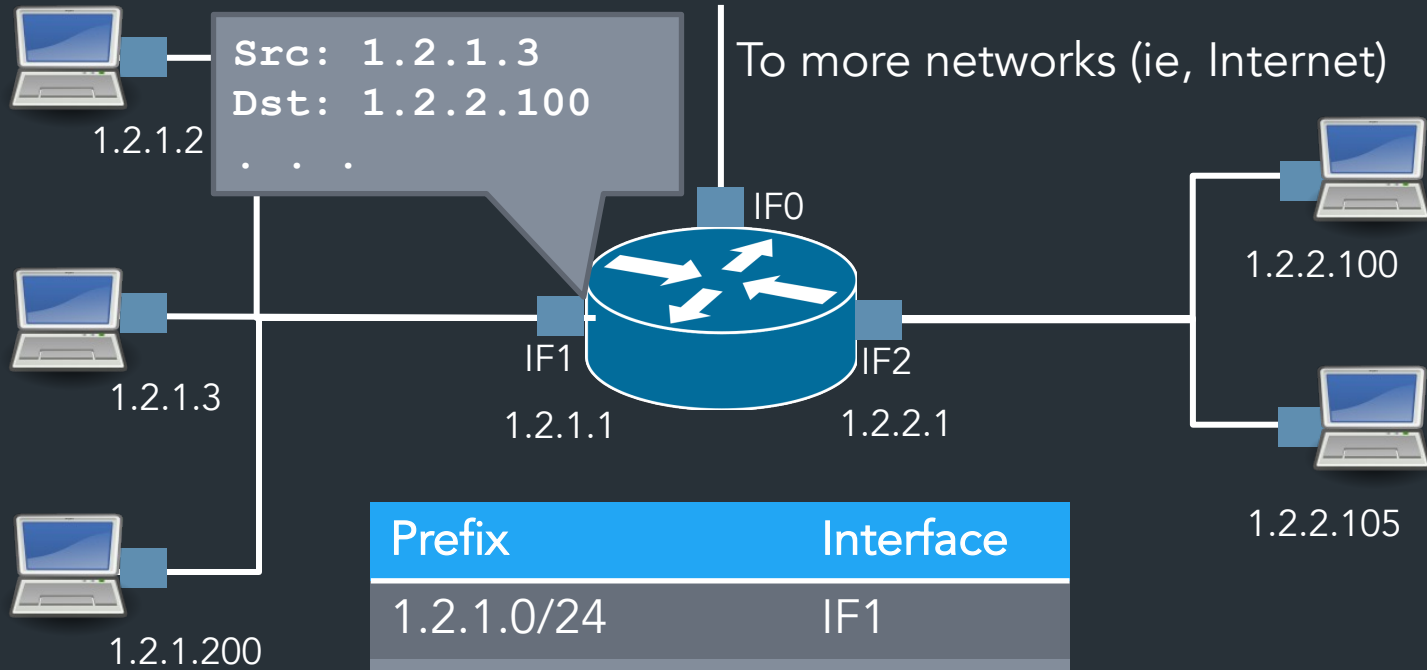 Src: 1.2.1.3
Dst: 1.2.2.100
. . .
To more networks (ie, Internet)
1.2.1.2
IF0
1.2.2.100
1.2.1.3
IF1
IF2
1.2.1.1
1.2.2.1
1.2.2.105
Prefix Interface
1.2.1.0/24 IF1
1.2.1.200